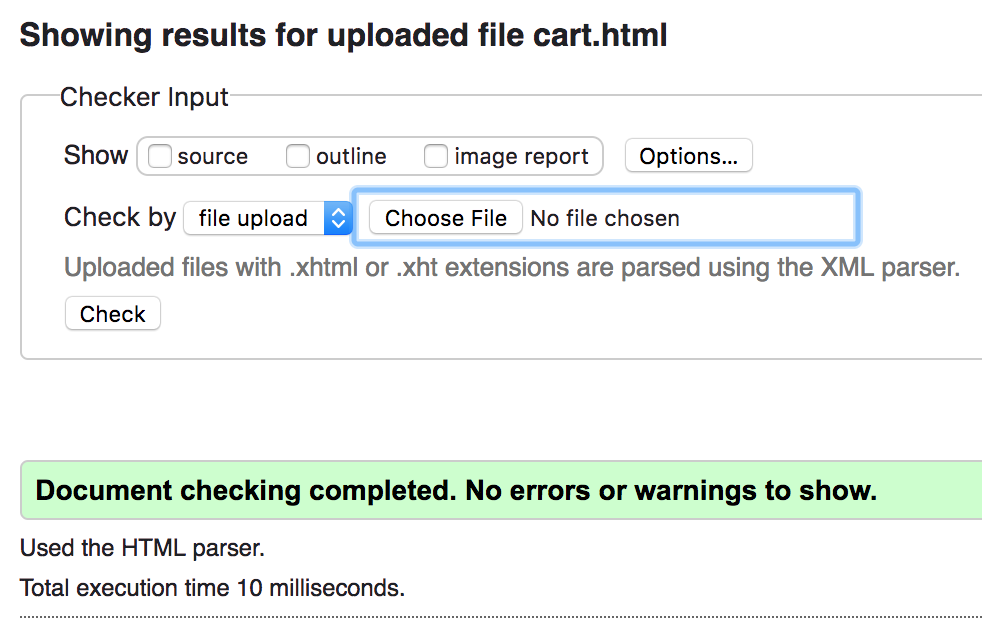 Showing results for uploaded file cart.html
Checker Input
Show source outline image report Options...
Check by file upload Choose File No file chosen
Uploaded files with .xhtml or .xht extensions are parsed using the XML parser.
Check
Document checking completed. No errors or warnings to show.
Used the HTML parser.
Total execution time 10 milliseconds.